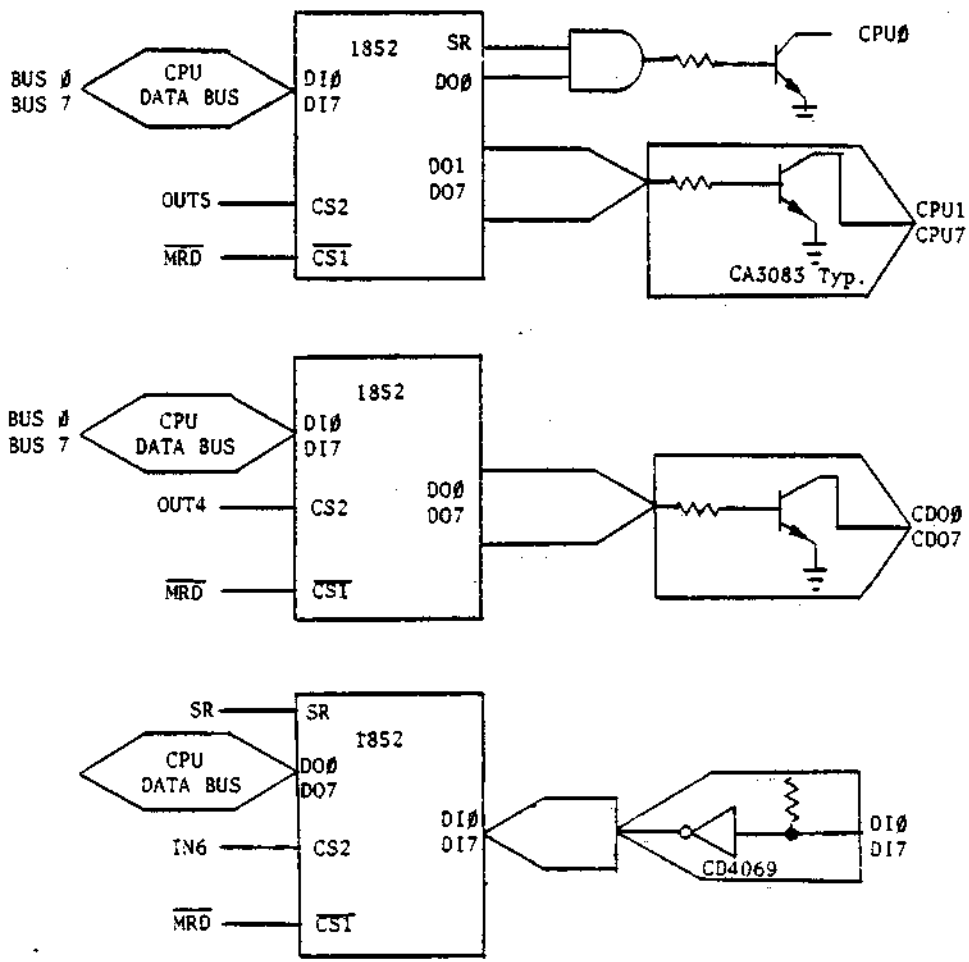 1852
SR
CPUØ
BUS Ø
BUS 7
CPU
DATA BUS
DIØ
DI7
DOØ
DO1
DO7
OUT5
CS2
MRD
CS1
CPU1
CPU7
CA3083 Typ.
1852
BUS Ø
BUS 7
CPU
DATA BUS
DIØ
DI7
OUT4
CS2
DOØ
DO7
CDOØ
CDO7
MRD
CS1
SR
SR
1852
CPU
DATA BUS
DOØ
DO7
DIØ
DI7
DIØ
DI7
IN6
CS2
CD4069
MRD
CS1